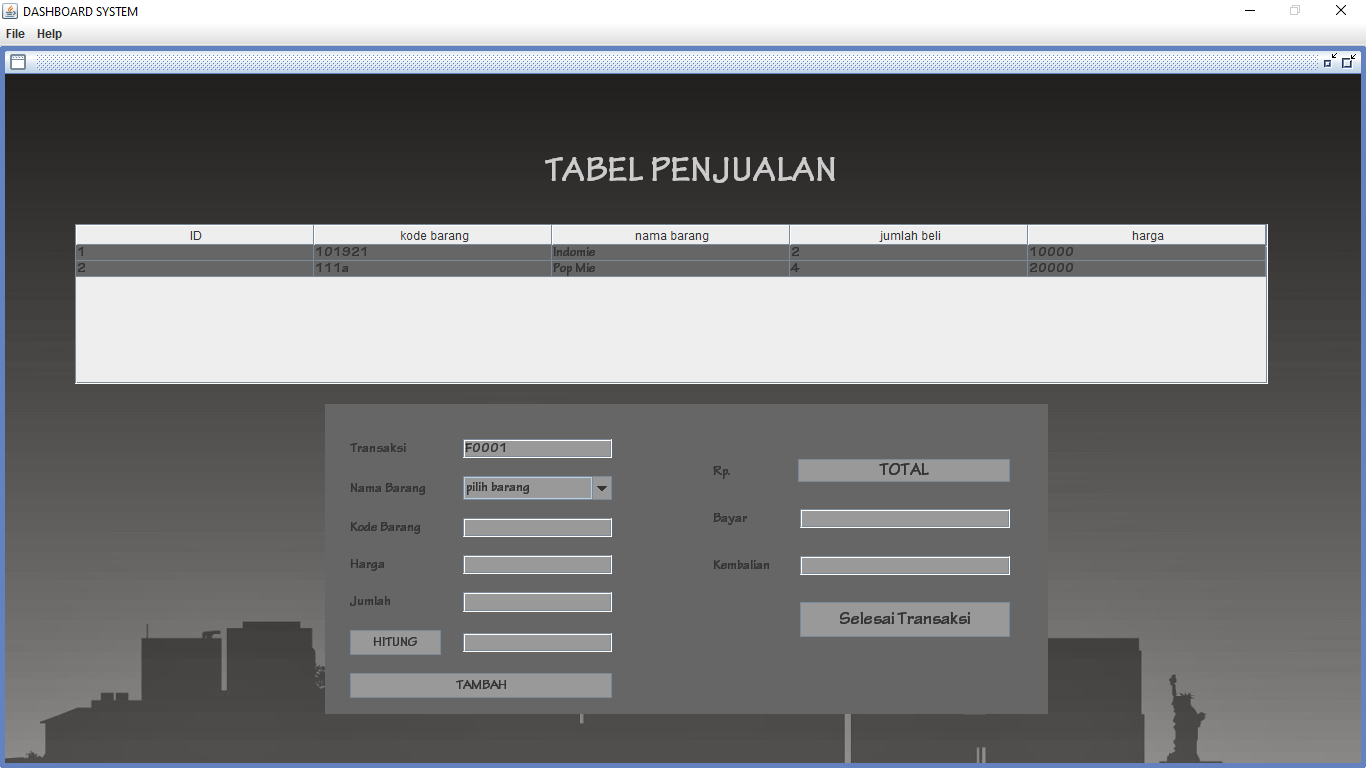 DASHBOARD SYSTEM
File Help
TABEL PENJUALAN
ID kode barang nama barang jumlah beli harga
1 101921 Indomie 2 10000
2 111a Pop Mie 4 20000
Transaksi F0001
Nama Barang pilih barang
Kode Barang
Harga
Jumlah
HITUNG
TAMBAH
Rp. TOTAL
Bayar
Kembalian
Selesai Transaksi